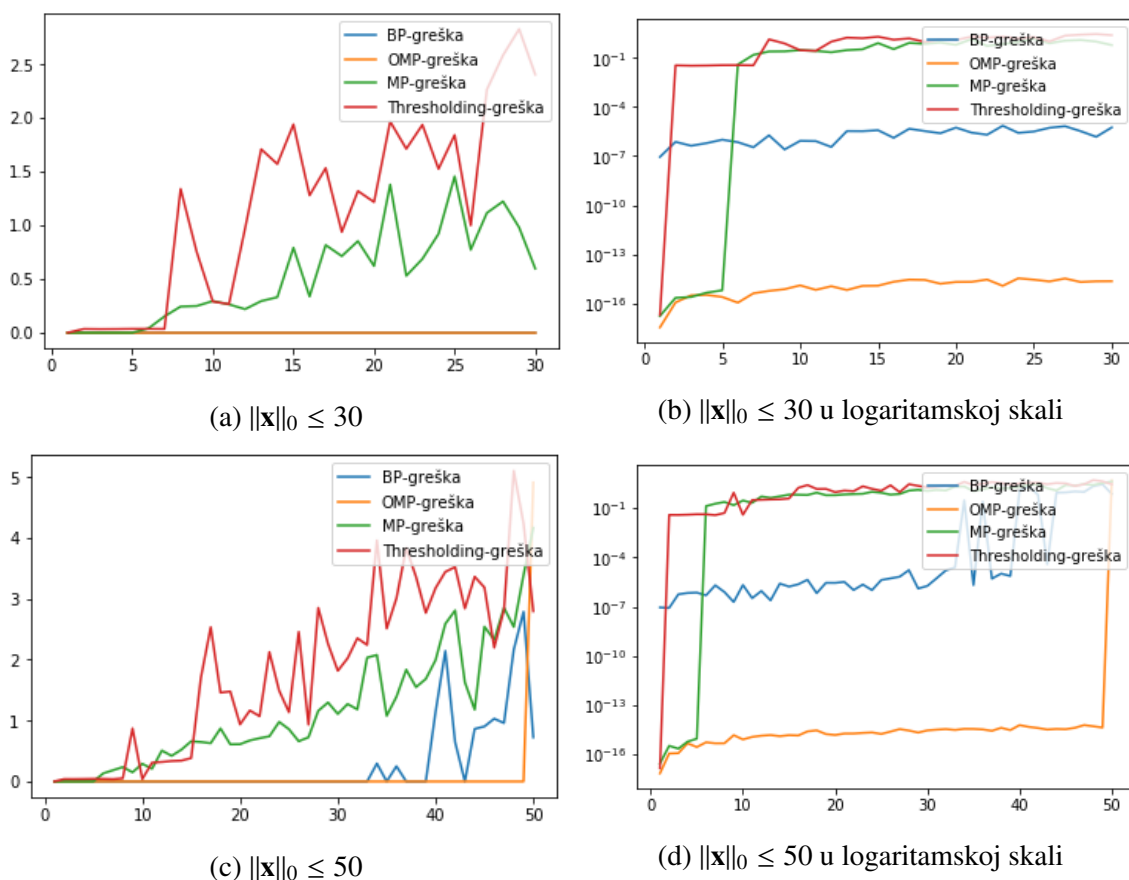 BP-greška
OMP-greška
MP-greška
Thresholding-greška
2.5
2.0
1.5
1.0
0.5
0.0
0 5 10 15 20 25 30
(a) ‖x‖₀ ≤ 30
BP-greška
OMP-greška
MP-greška
Thresholding-greška
10⁻¹
10⁻⁴
10⁻⁷
10⁻¹⁰
10⁻¹³
10⁻¹⁶
0 5 10 15 20 25 30
(b) ‖x‖₀ ≤ 30 u logaritamskoj skali
BP-greška
OMP-greška
MP-greška
Thresholding-greška
5
4
3
2
1
0
0 10 20 30 40 50
(c) ‖x‖₀ ≤ 50
BP-greška
OMP-greška
MP-greška
Thresholding-greška
10⁻¹
10⁻⁴
10⁻⁷
10⁻¹⁰
10⁻¹³
10⁻¹⁶
0 10 20 30 40 50
(d) ‖x‖₀ ≤ 50 u logaritamskoj skali